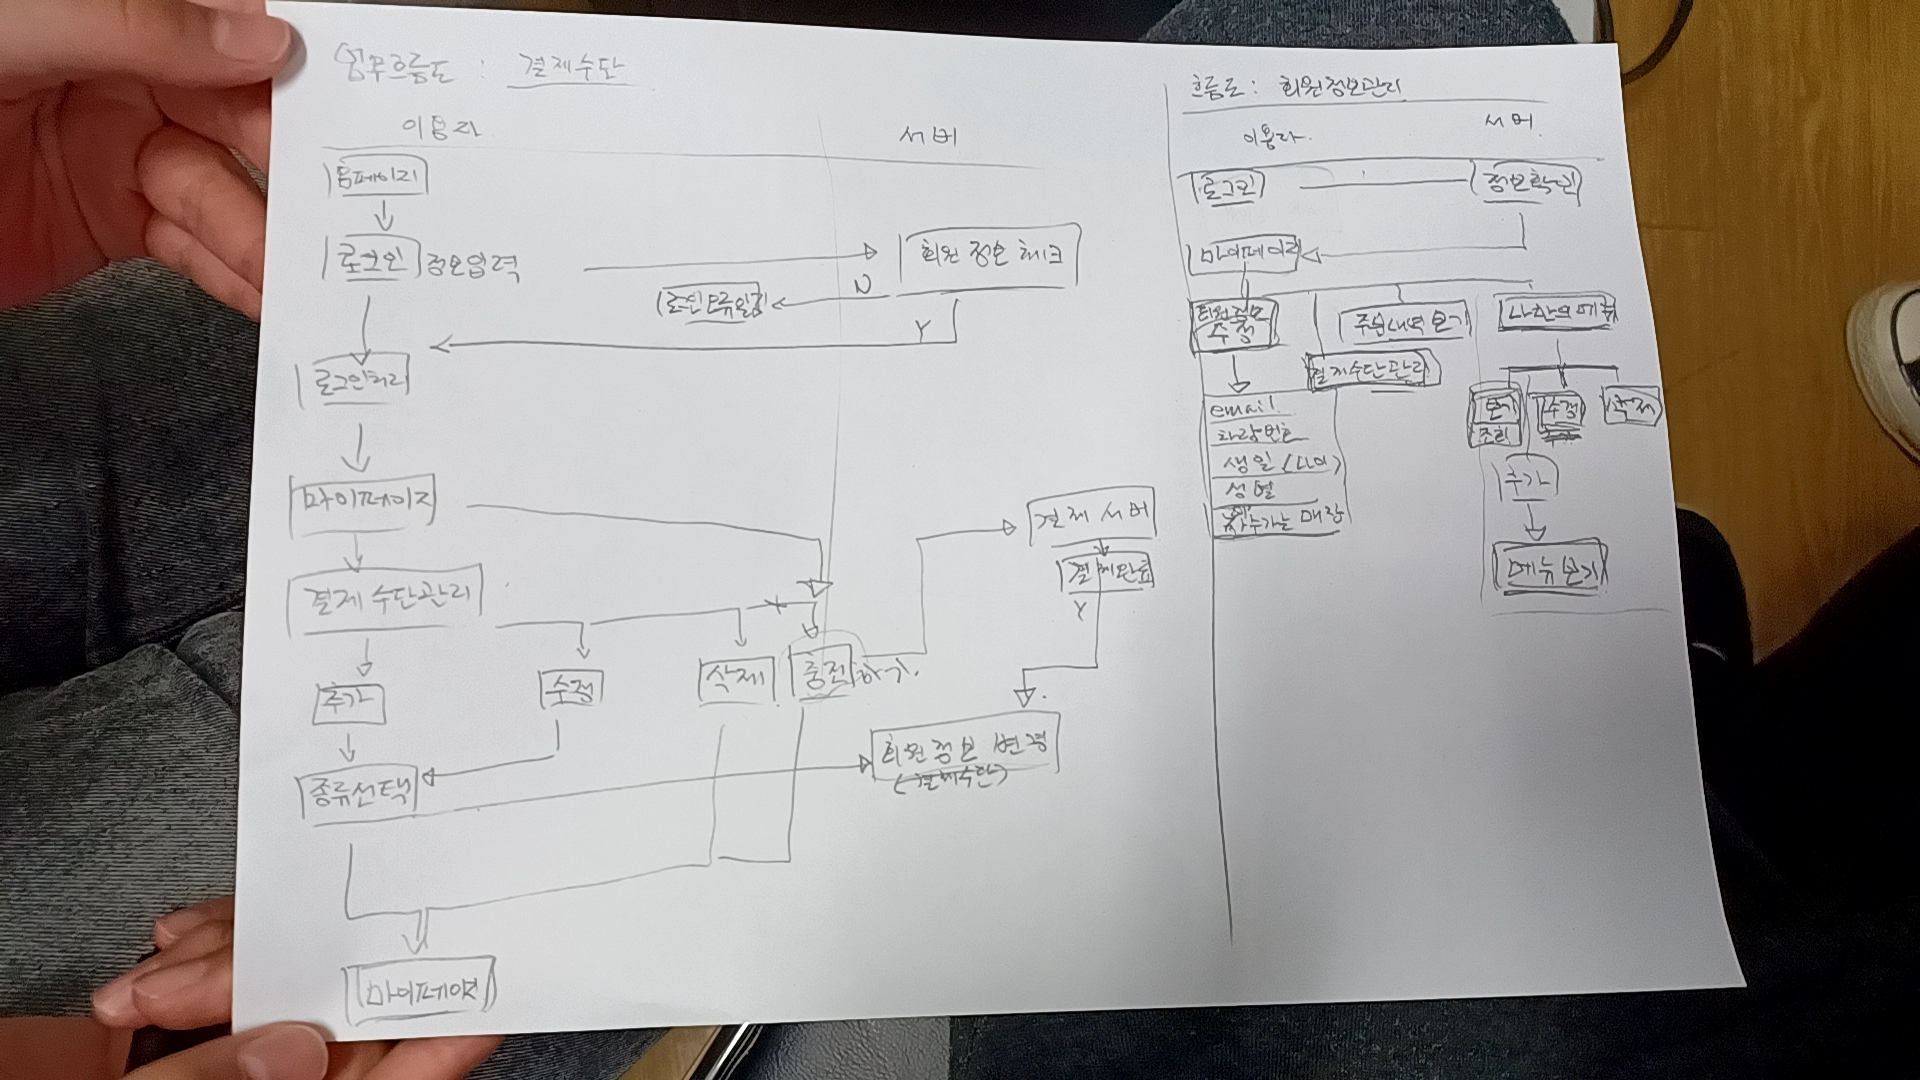 업무흐름도 : 결제수단
이용자
서버
홈페이지
로그인 정보입력
회원 정보 체크
N
로그인 오류알림
Y
로그인처리
마이페이지
결제 서버
결제완료
Y
결제 수단관리
추가
수정
삭제
충전하기.
회원정보 변경
(결제수단)
종류선택
마이페이지
흐름도 : 회원정보관리
이용자.
서버.
로그인
정보확인
마이페이지
회원정보
수정
주문내역 보기
나만의메뉴
결제수단관리
email
차량번호
생일 (나이)
성별
자주가는 매장
보기
조회
수정
삭제
추가
메뉴보기